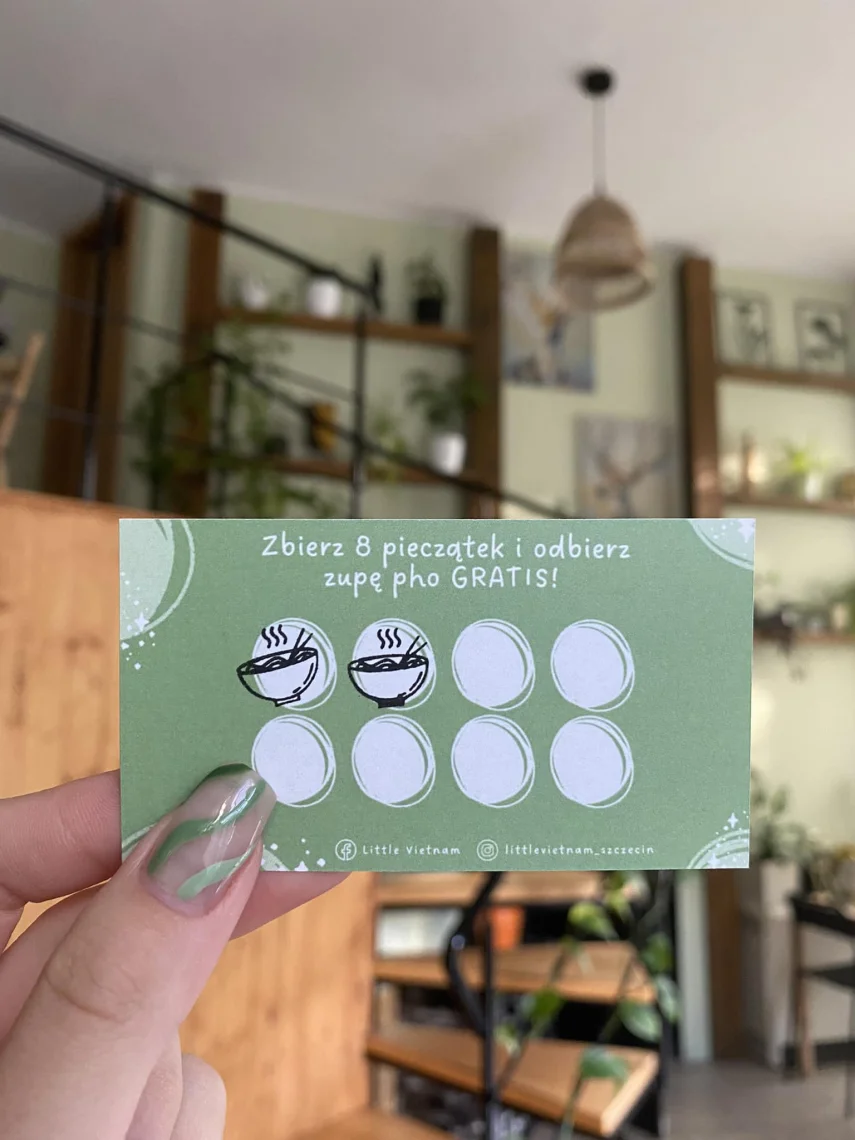 Zbierz 8 pieczątek i odbierz
zupę pho GRATIS!
Little Vietnam littlevietnam_szczecin